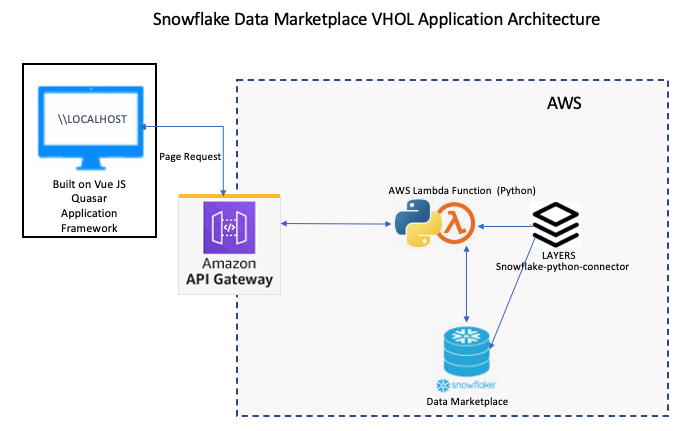 Snowflake Data Marketplace VHOL Application Architecture
\\LOCALHOST
Built on Vue JS
Quasar
Application
Framework
Page Request
AWS
Amazon
API Gateway
AWS Lambda Function (Python)
LAYERS
Snowflake-python-connector
snowflake
Data Marketplace